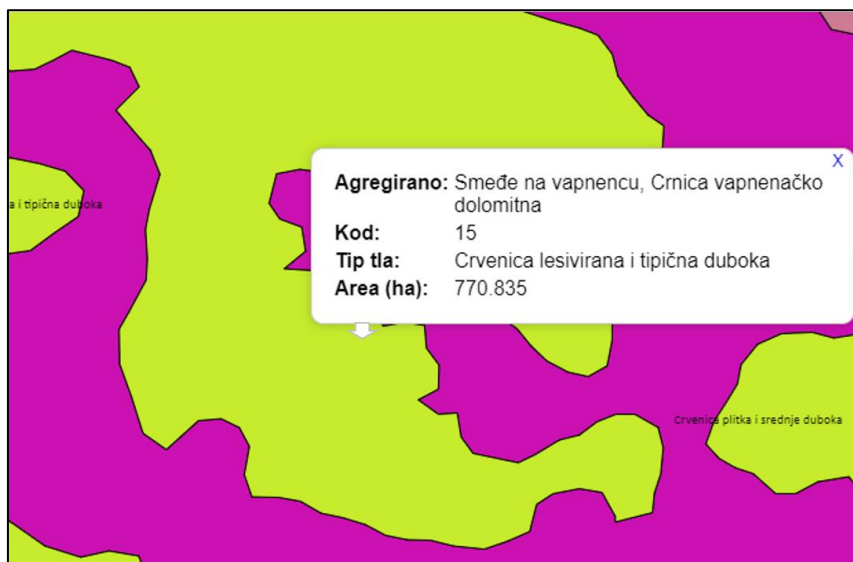 X
Agregirano: Smeđe na vapnencu, Crnica vapnenačko
dolomitna
Kod: 15
Tip tla: Crvenica lesivirana i tipična duboka
Area (ha): 770.835
a i tipična duboka
Crvenica plitka i srednje duboka